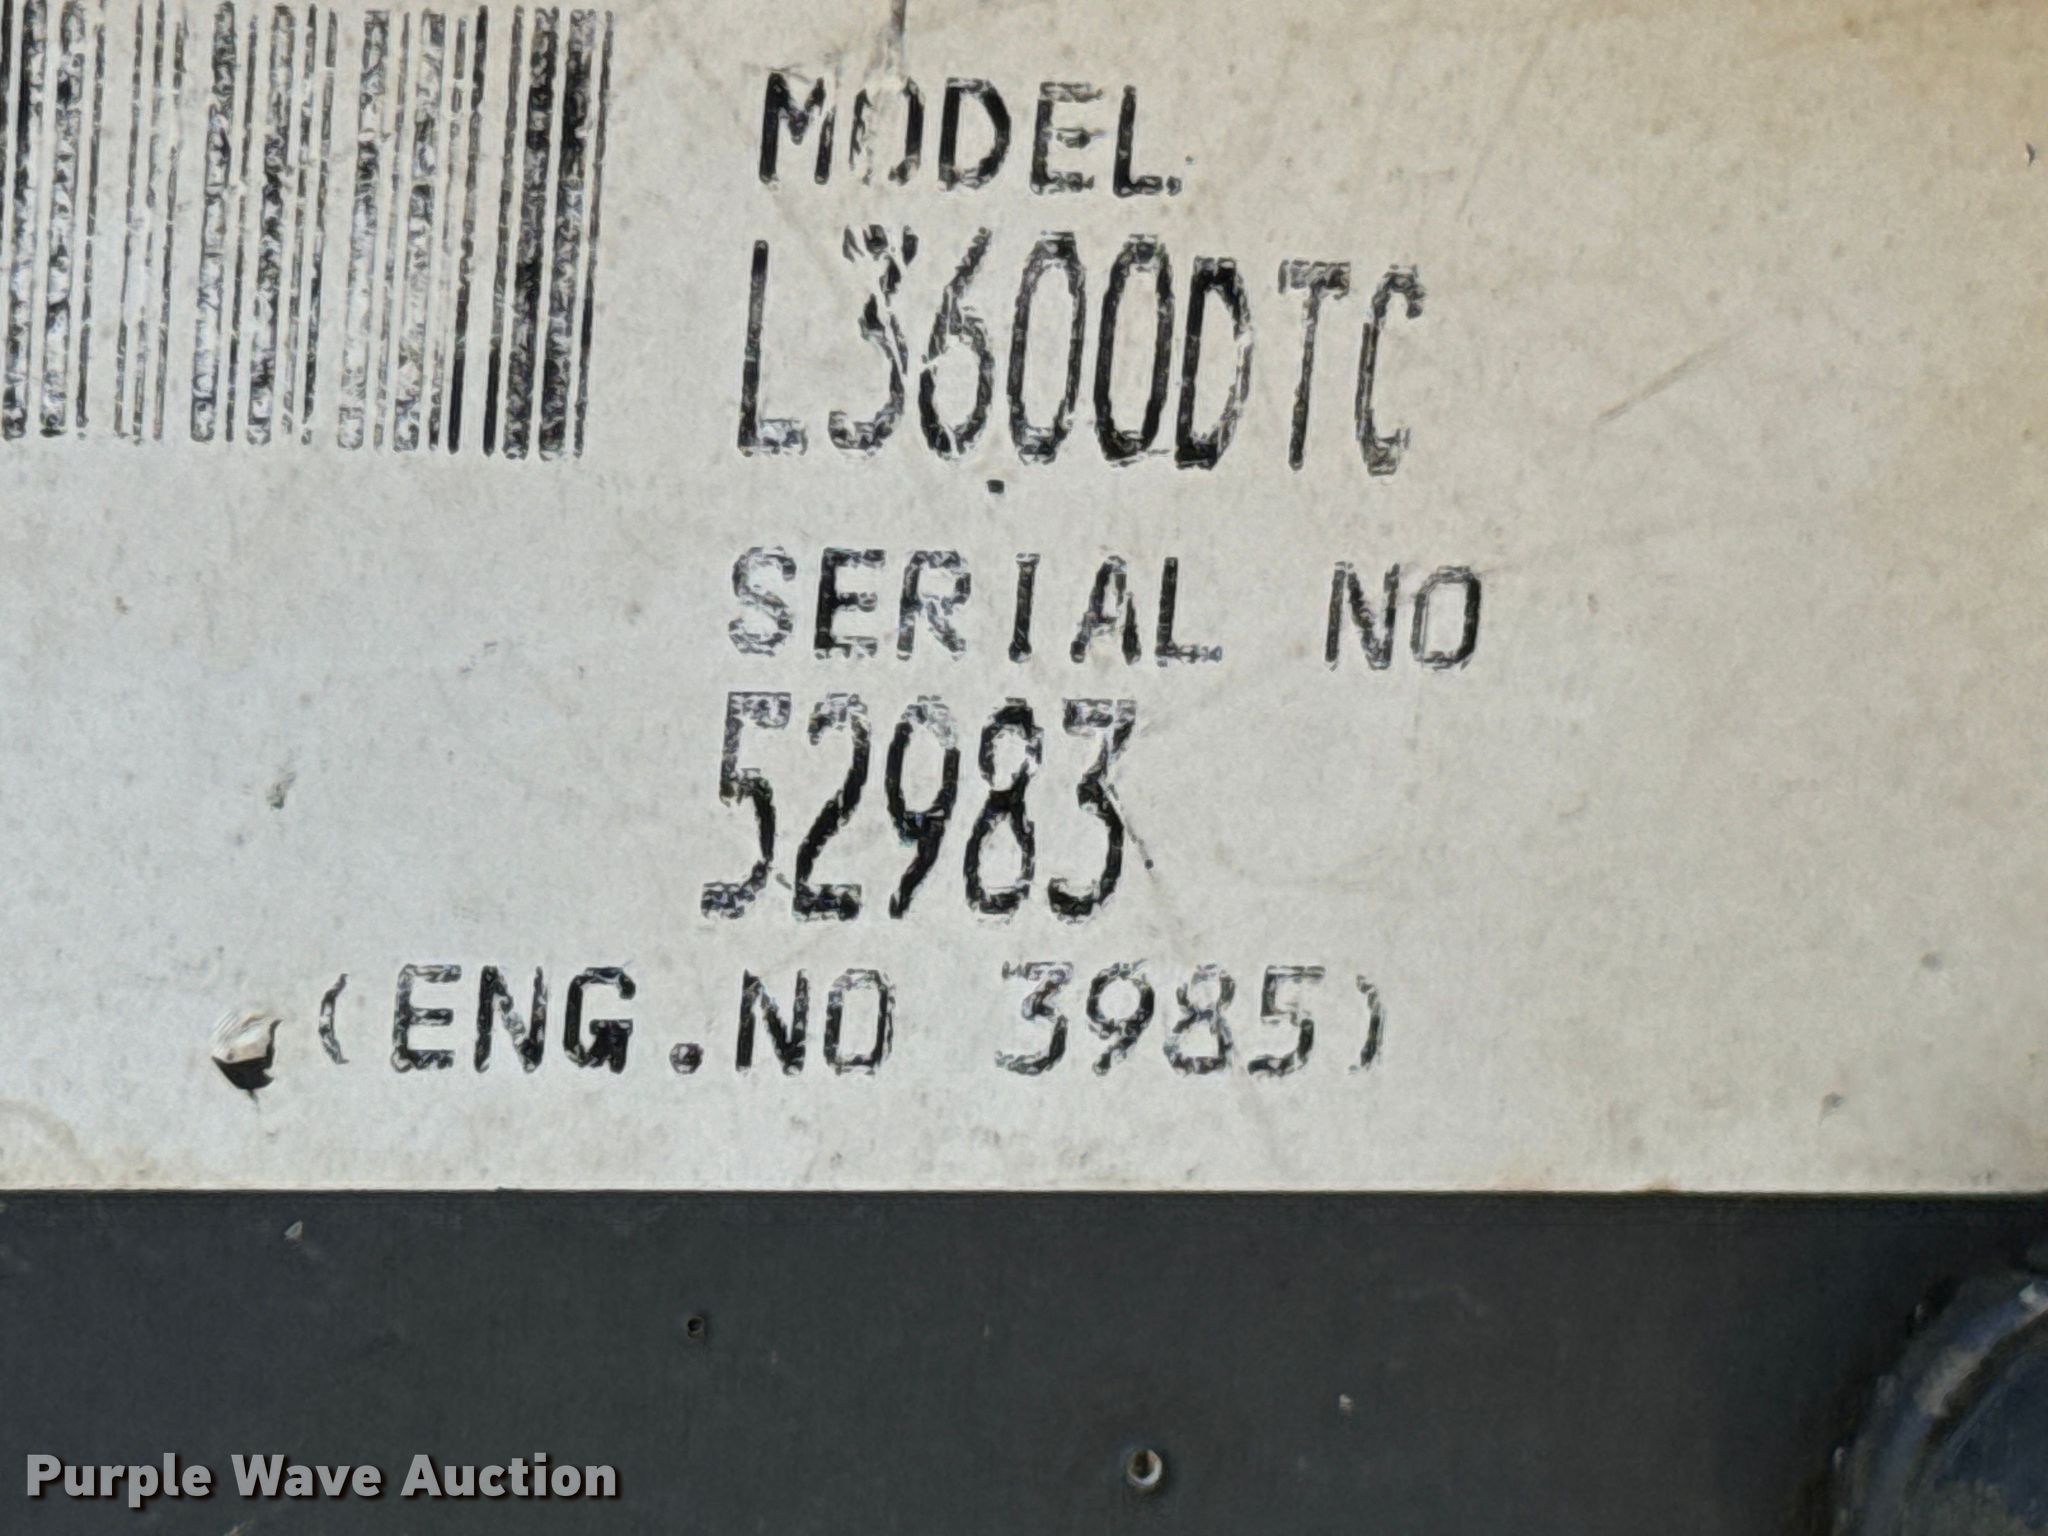 MODEL
L3600DTC
SERIAL NO
52983
(ENG.NO 3985)
Purple Wave Auction